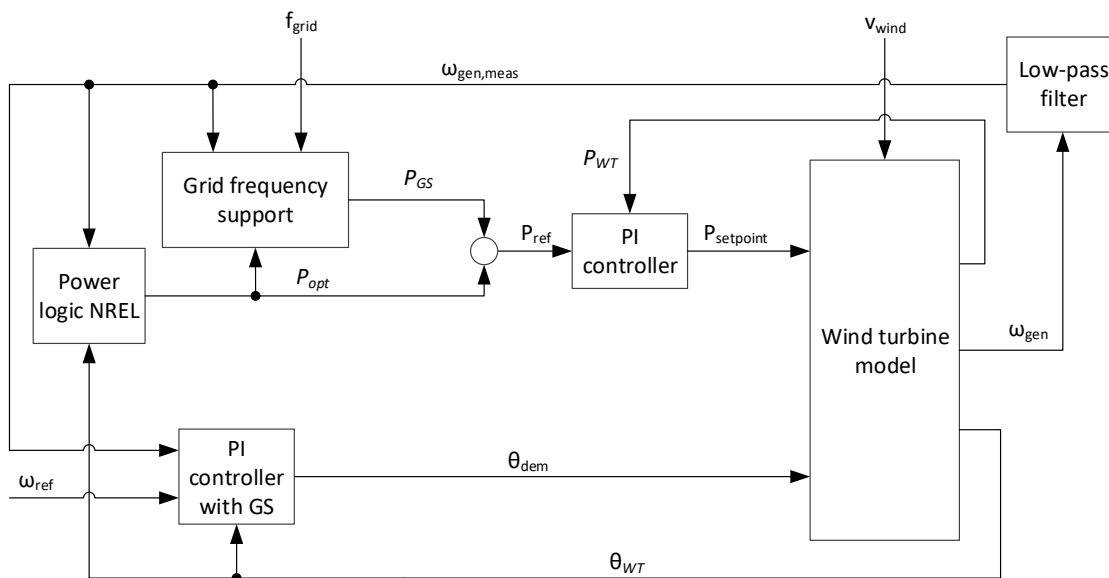 f_grid
v_wind
ω_gen,meas
Low-pass
filter
P_WT
Grid frequency
support
P_GS
P_ref
PI
controller
P_setpoint
Power
logic NREL
P_opt
Wind turbine
model
ω_gen
PI
controller
with GS
θ_dem
ω_ref
θ_WT